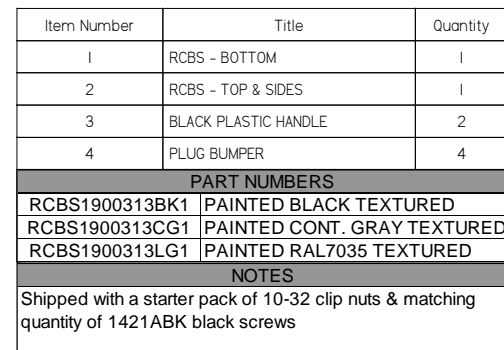 Item Number Title Quantity
1 RCBS - BOTTOM 1
2 RCBS - TOP & SIDES 1
3 BLACK PLASTIC HANDLE 2
4 PLUG BUMPER 4
PART NUMBERS
RCBS1900313BK1 PAINTED BLACK TEXTURED
RCBS1900313CG1 PAINTED CONT. GRAY TEXTURED
RCBS1900313LG1 PAINTED RAL7035 TEXTURED
NOTES
Shipped with a starter pack of 10-32 clip nuts & matching
quantity of 1421ABK black screws